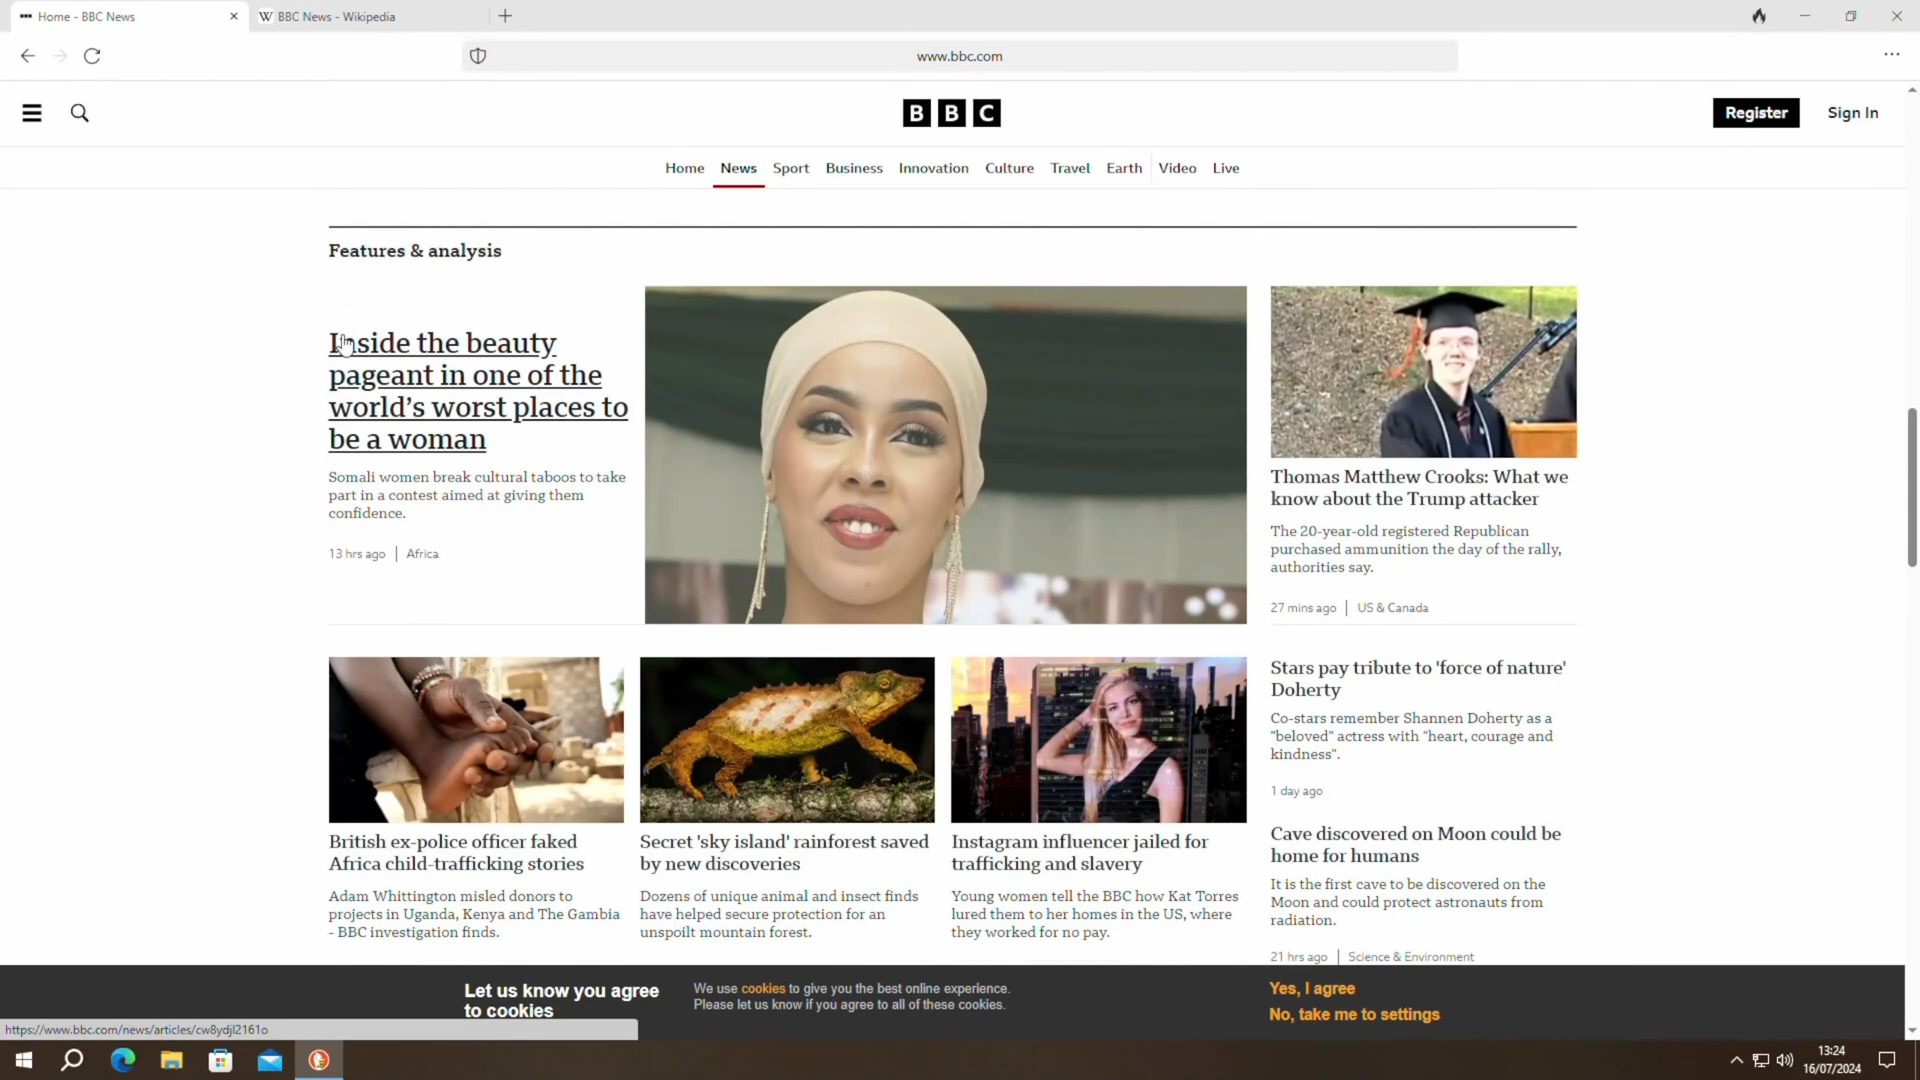 Home - BBC News
BBC News - Wikipedia
www.bbc.com
BBC
Register
Sign In
Home News Sport Business Innovation Culture Travel Earth Video Live
Features & analysis
Inside the beauty
pageant in one of the
world's worst places to
be a woman
Somali women break cultural taboos to take
part in a contest aimed at giving them
confidence.
13 hrs ago | Africa
Thomas Matthew Crooks: What we
know about the Trump attacker
The 20-year-old registered Republican
purchased ammunition the day of the rally,
authorities say.
27 mins ago | US & Canada
British ex-police officer faked
Africa child-trafficking stories
Adam Whittington misled donors to
projects in Uganda, Kenya and The Gambia
- BBC investigation finds.
Secret 'sky island' rainforest saved
by new discoveries
Dozens of unique animal and insect finds
have helped secure protection for an
unspoilt mountain forest.
Instagram influencer jailed for
trafficking and slavery
Young women tell the BBC how Kat Torres
lured them to her homes in the US, where
they worked for no pay.
Stars pay tribute to 'force of nature'
Doherty
Co-stars remember Shannen Doherty as a
"beloved" actress with "heart, courage and
kindness".
1 day ago
Cave discovered on Moon could be
home for humans
It is the first cave to be discovered on the
Moon and could protect astronauts from
radiation.
21 hrs ago | Science & Environment
Let us know you agree
to cookies
We use cookies to give you the best online experience.
Please let us know if you agree to all of these cookies.
Yes, I agree
No, take me to settings
https://www.bbc.com/news/articles/cw8ydjl2161o
13:24
16/07/2024